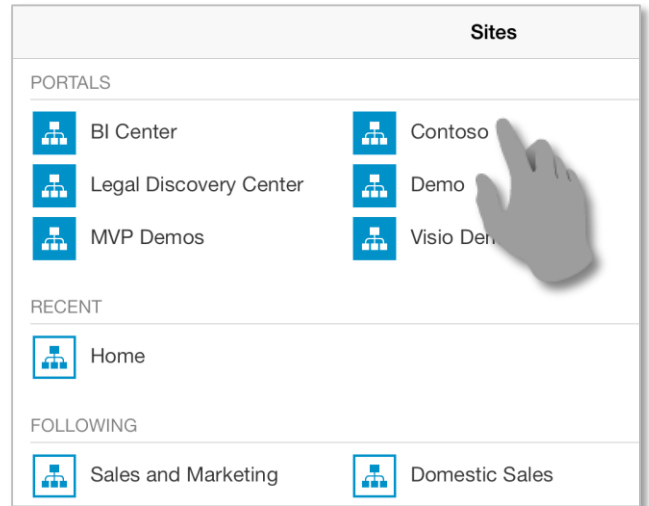 Sites
PORTALS
BI Center Contoso
Legal Discovery Center Demo
MVP Demos Visio
RECENT
Home
FOLLOWING
Sales and Marketing Domestic Sales